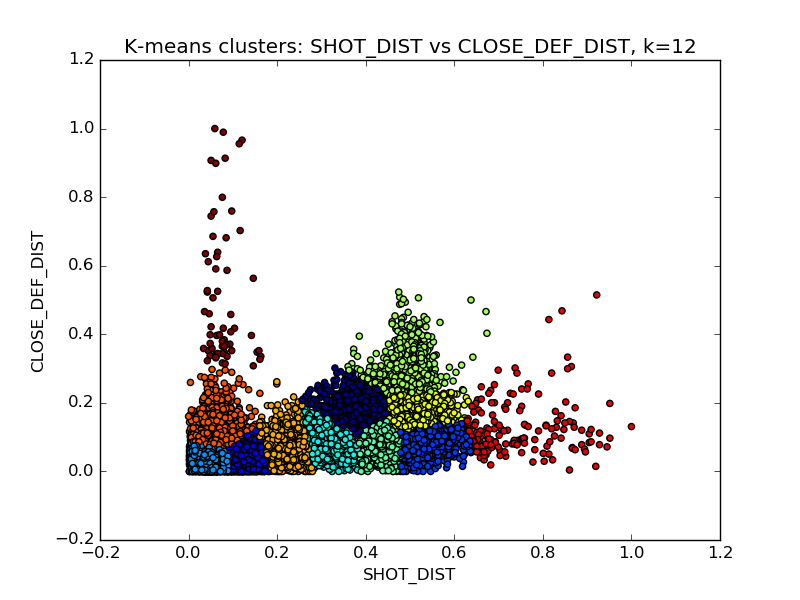 K-means clusters: SHOT_DIST vs CLOSE_DEF_DIST, k=12
1.2
1.0
0.8
0.6
0.4
0.2
0.0
−0.2
CLOSE_DEF_DIST
−0.2 0.0 0.2 0.4 0.6 0.8 1.0 1.2
SHOT_DIST